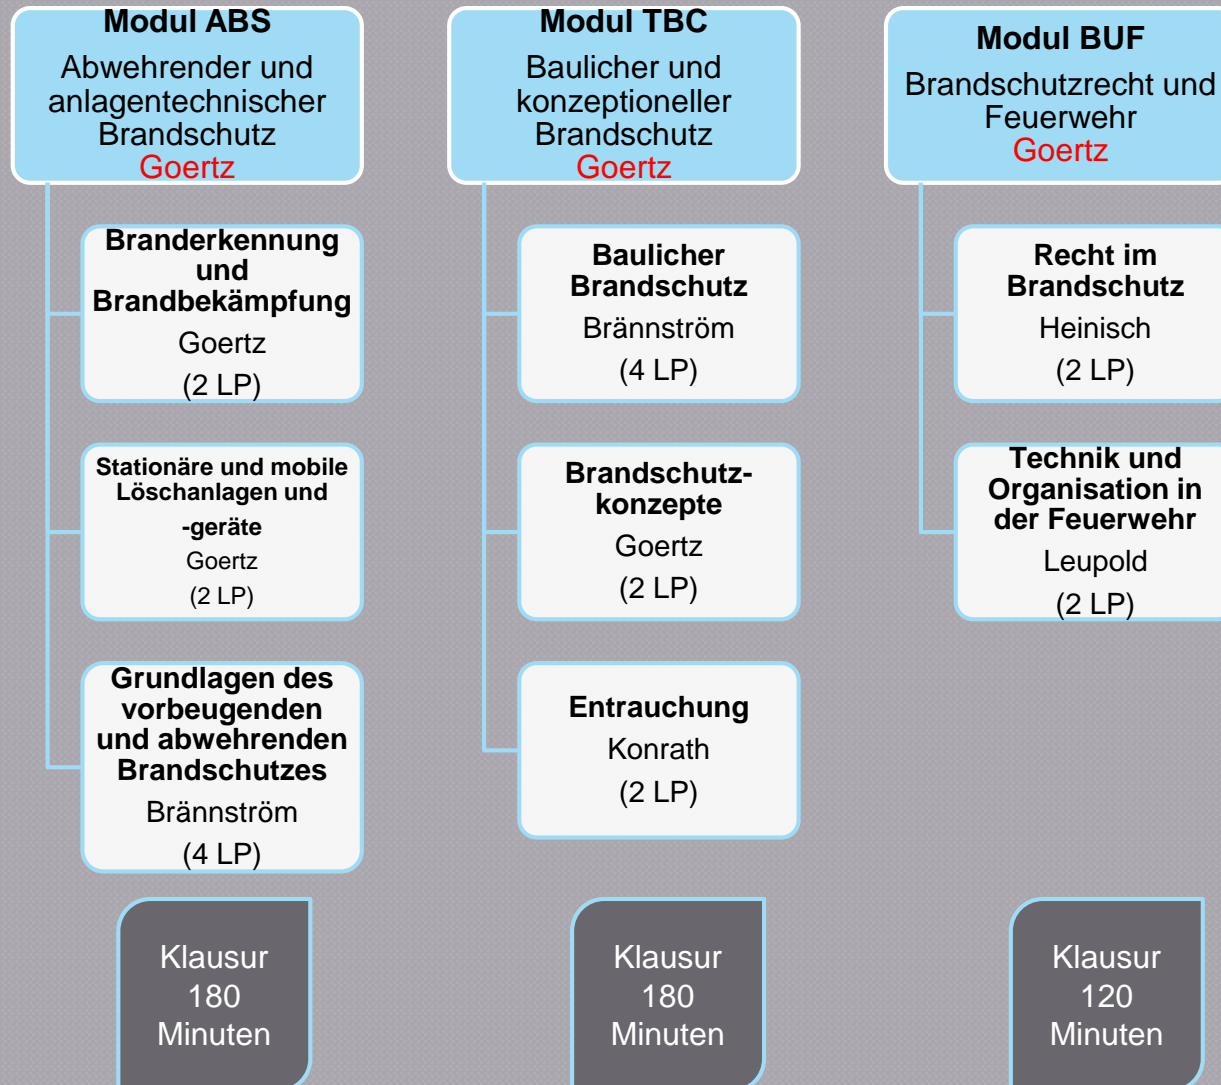 Modul ABS
Abwehrender und
anlagentechnischer
Brandschutz
Goertz
Branderkennung
und
Brandbekämpfung
Goertz
(2 LP)
Stationäre und mobile
Löschanlagen und
-geräte
Goertz
(2 LP)
Grundlagen des
vorbeugenden
und abwehrenden
Brandschutzes
Brännström
(4 LP)
Klausur
180
Minuten
Modul TBC
Baulicher und
konzeptioneller
Brandschutz
Goertz
Baulicher
Brandschutz
Brännström
(4 LP)
Brandschutz-
konzepte
Goertz
(2 LP)
Entrauchung
Konrath
(2 LP)
Klausur
180
Minuten
Modul BUF
Brandschutzrecht und
Feuerwehr
Goertz
Recht im
Brandschutz
Heinisch
(2 LP)
Technik und
Organisation in
der Feuerwehr
Leupold
(2 LP)
Klausur
120
Minuten